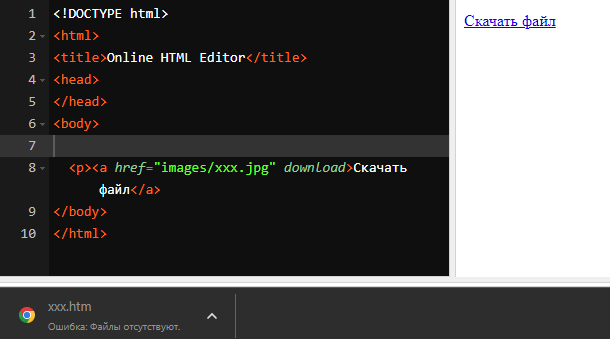 1 <!DOCTYPE html>
Скачать файл
2 <html>
3 <title>Online HTML Editor</title>
4 <head>
5 </head>
6 <body>
7
8 <p><a href="images/xxx.jpg" download>Скачать
файл</a>
9 </body>
10 </html>
xxx.htm
Ошибка: Файлы отсутствуют.